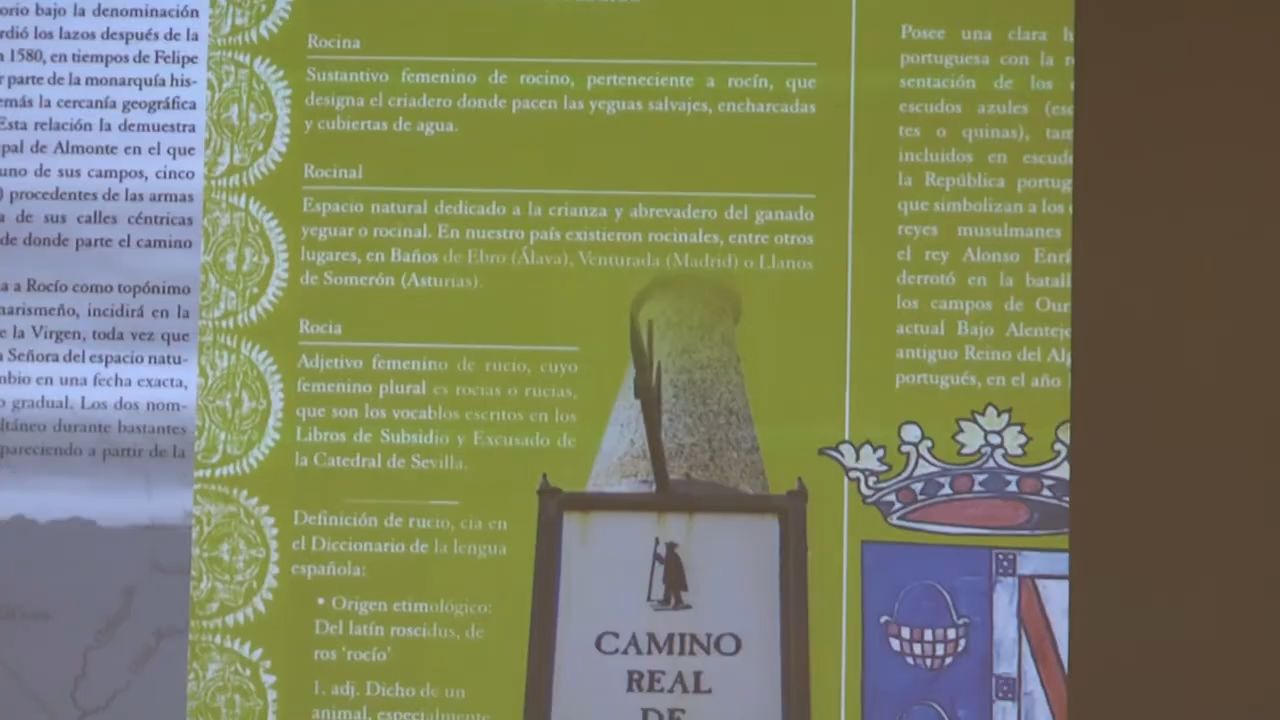 orio bajo la denominación
rdió los lazos después de la
1580, en tiempos de Felipe
r parte de la monarquía his-
emás la cercanía geográfica
Esta relación la demuestra
pal de Almonte en el que
uno de sus campos, cinco
) procedentes de las armas
a de sus calles céntricas
de donde parte el camino
a a Rocío como topónimo
marismeño, incidirá en la
e la Virgen, toda vez que
a Señora del espacio natu-
mbio en una fecha exacta,
o gradual. Los dos nom-
ltáneo durante bastantes
pareciendo a partir de la
Rocina
Sustantivo femenino de rocino, perteneciente a rocín, que
designa el criadero donde pacen las yeguas salvajes, encharcadas
y cubiertas de agua.
Rocinal
Espacio natural dedicado a la crianza y abrevadero del ganado
yeguar o rocinal. En nuestro país existieron rocinales, entre otros
lugares, en Baños de Ebro (Álava), Venturada (Madrid) o Llanos
de Somerón (Asturias).
Rocia
Adjetivo femenino de rucio, cuyo
femenino plural es rocias o rucias,
que son los vocablos escritos en los
Libros de Subsidio y Excusado de
la Catedral de Sevilla.
Definición de rucio, cia en
el Diccionario de la lengua
española:
• Origen etimológico:
Del latín roscidus, de
ros ‘rocío’
1. adj. Dicho de un
animal, especialmente
CAMINO
REAL
DE
Posee una clara
portuguesa con la
sentación de los
escudos azules (esc
tes o quinas), tam
incluidos en escud
la República portug
que simbolizan a los
reyes musulmanes
el rey Alonso Enrí
derrotó en la batall
los campos de Our
actual Bajo Alentejo
antiguo Reino del Alg
portugués, en el año